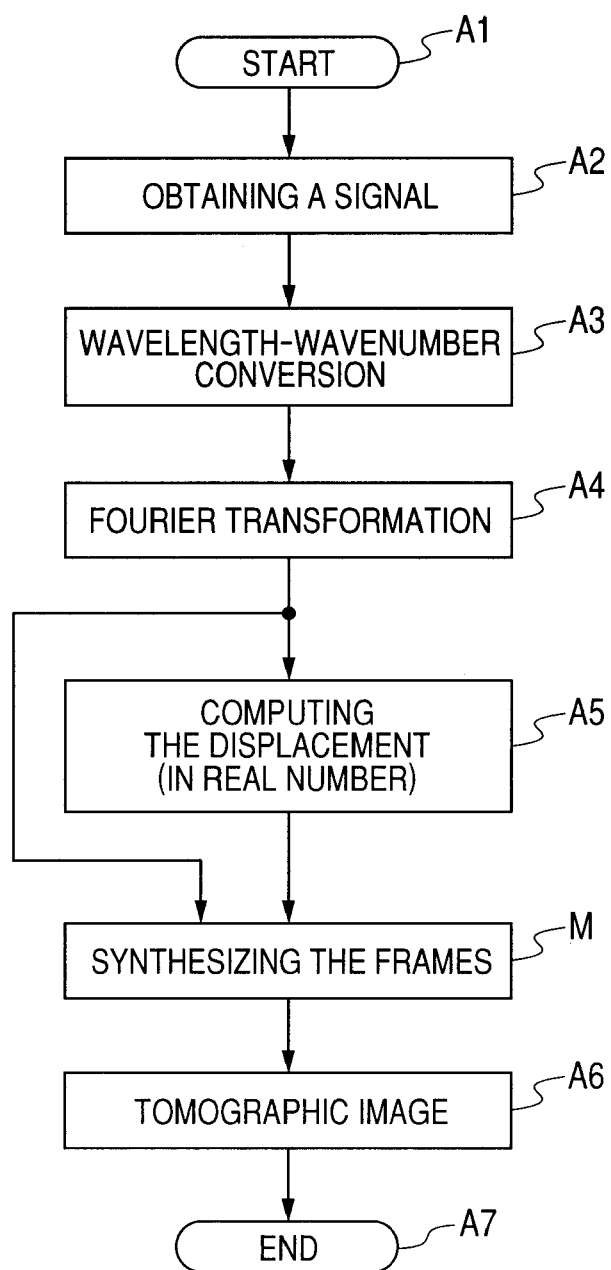 A1
START
A2
OBTAINING A SIGNAL
A3
WAVELENGTH-WAVENUMBER
CONVERSION
A4
FOURIER TRANSFORMATION
A5
COMPUTING
THE DISPLACEMENT
(IN REAL NUMBER)
M
SYNTHESIZING THE FRAMES
A6
TOMOGRAPHIC IMAGE
A7
END